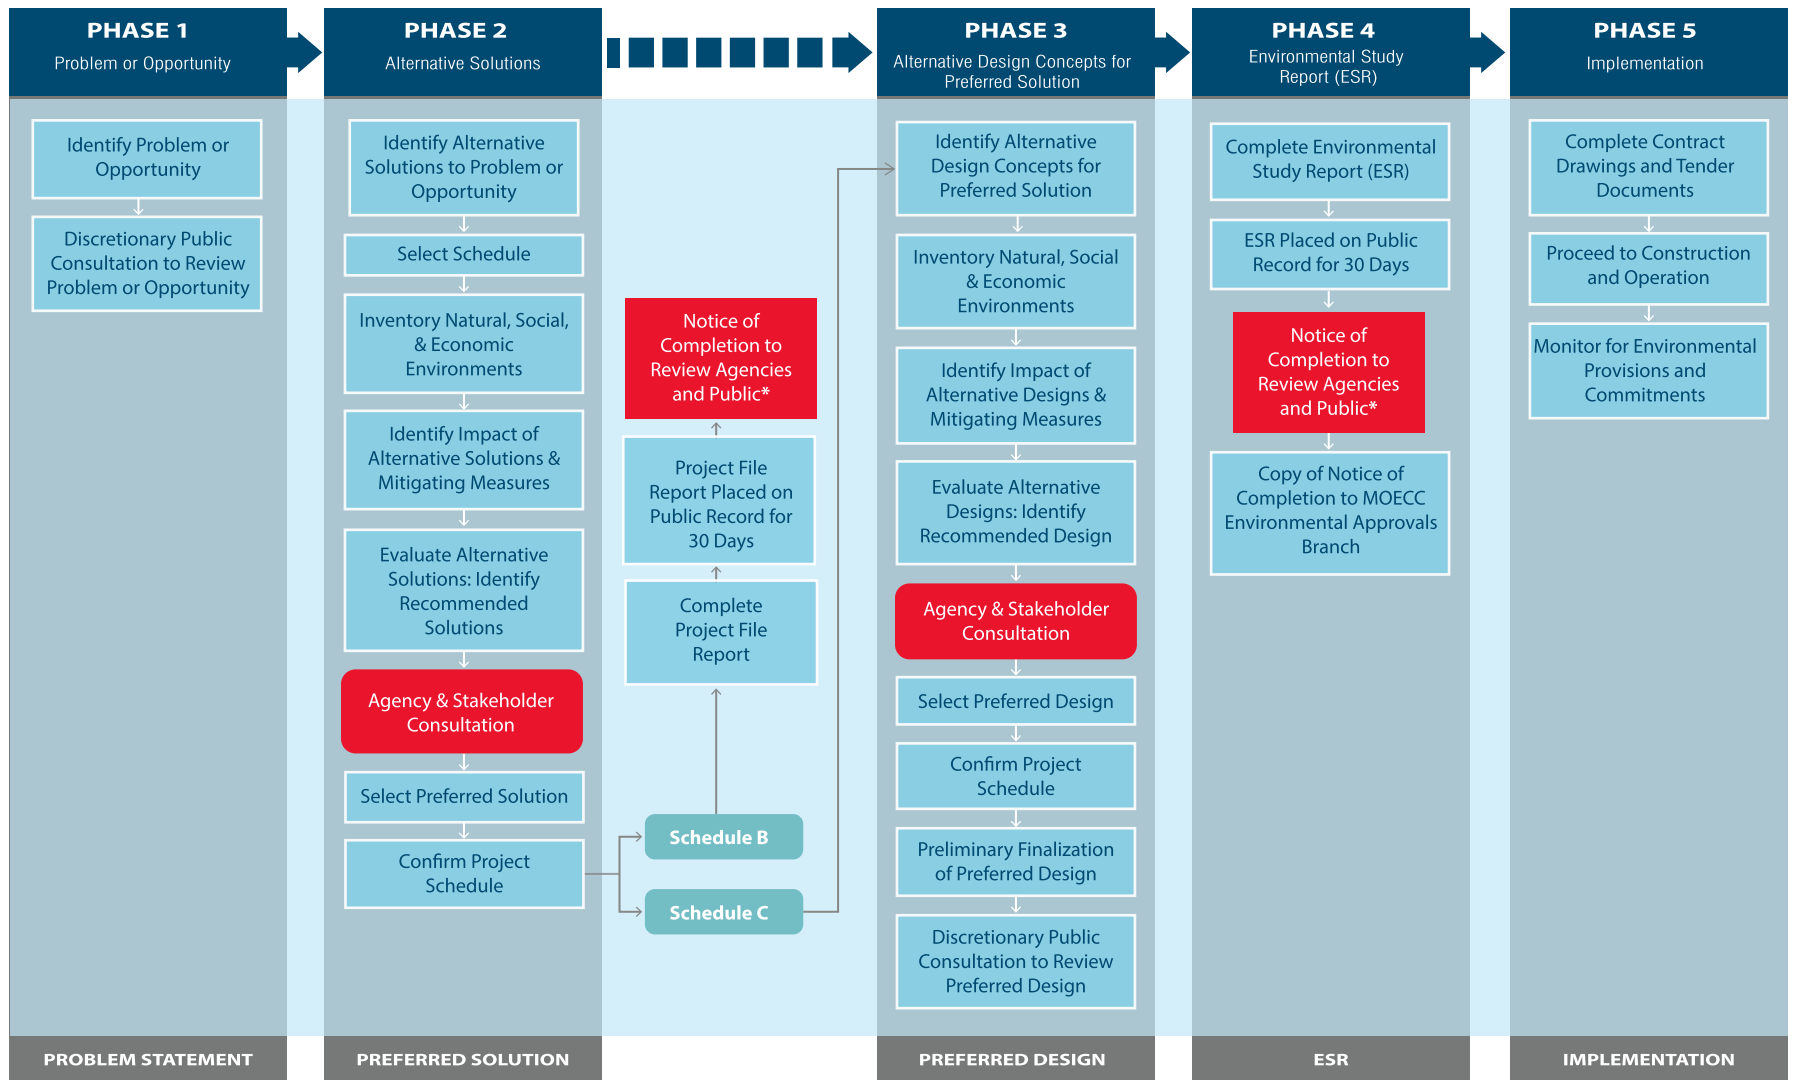 PHASE 1
Problem or Opportunity
Identify Problem or
Opportunity
Discretionary Public
Consultation to Review
Problem or Opportunity
PROBLEM STATEMENT
PHASE 2
Alternative Solutions
Identify Alternative
Solutions to Problem or
Opportunity
Select Schedule
Inventory Natural, Social,
& Economic
Environments
Identify Impact of
Alternative Solutions &
Mitigating Measures
Evaluate Alternative
Solutions: Identify
Recommended
Solutions
Agency & Stakeholder
Consultation
Select Preferred Solution
Confirm Project
Schedule
PREFERRED SOLUTION
Notice of
Completion to
Review Agencies
and Public*
Project File
Report Placed on
Public Record for
30 Days
Complete
Project File
Report
Schedule B
Schedule C
PHASE 3
Alternative Design Concepts for
Preferred Solution
Identify Alternative
Design Concepts for
Preferred Solution
Inventory Natural, Social
& Economic
Environments
Identify Impact of
Alternative Designs &
Mitigating Measures
Evaluate Alternative
Designs: Identify
Recommended Design
Agency & Stakeholder
Consultation
Select Preferred Design
Confirm Project
Schedule
Preliminary Finalization
of Preferred Design
Discretionary Public
Consultation to Review
Preferred Design
PREFERRED DESIGN
PHASE 4
Environmental Study
Report (ESR)
Complete Environmental
Study Report (ESR)
ESR Placed on Public
Record for 30 Days
Notice of
Completion to
Review Agencies
and Public*
Copy of Notice of
Completion to MOECC
Environmental Approvals
Branch
ESR
PHASE 5
Implementation
Complete Contract
Drawings and Tender
Documents
Proceed to Construction
and Operation
Monitor for Environmental
Provisions and
Commitments
IMPLEMENTATION